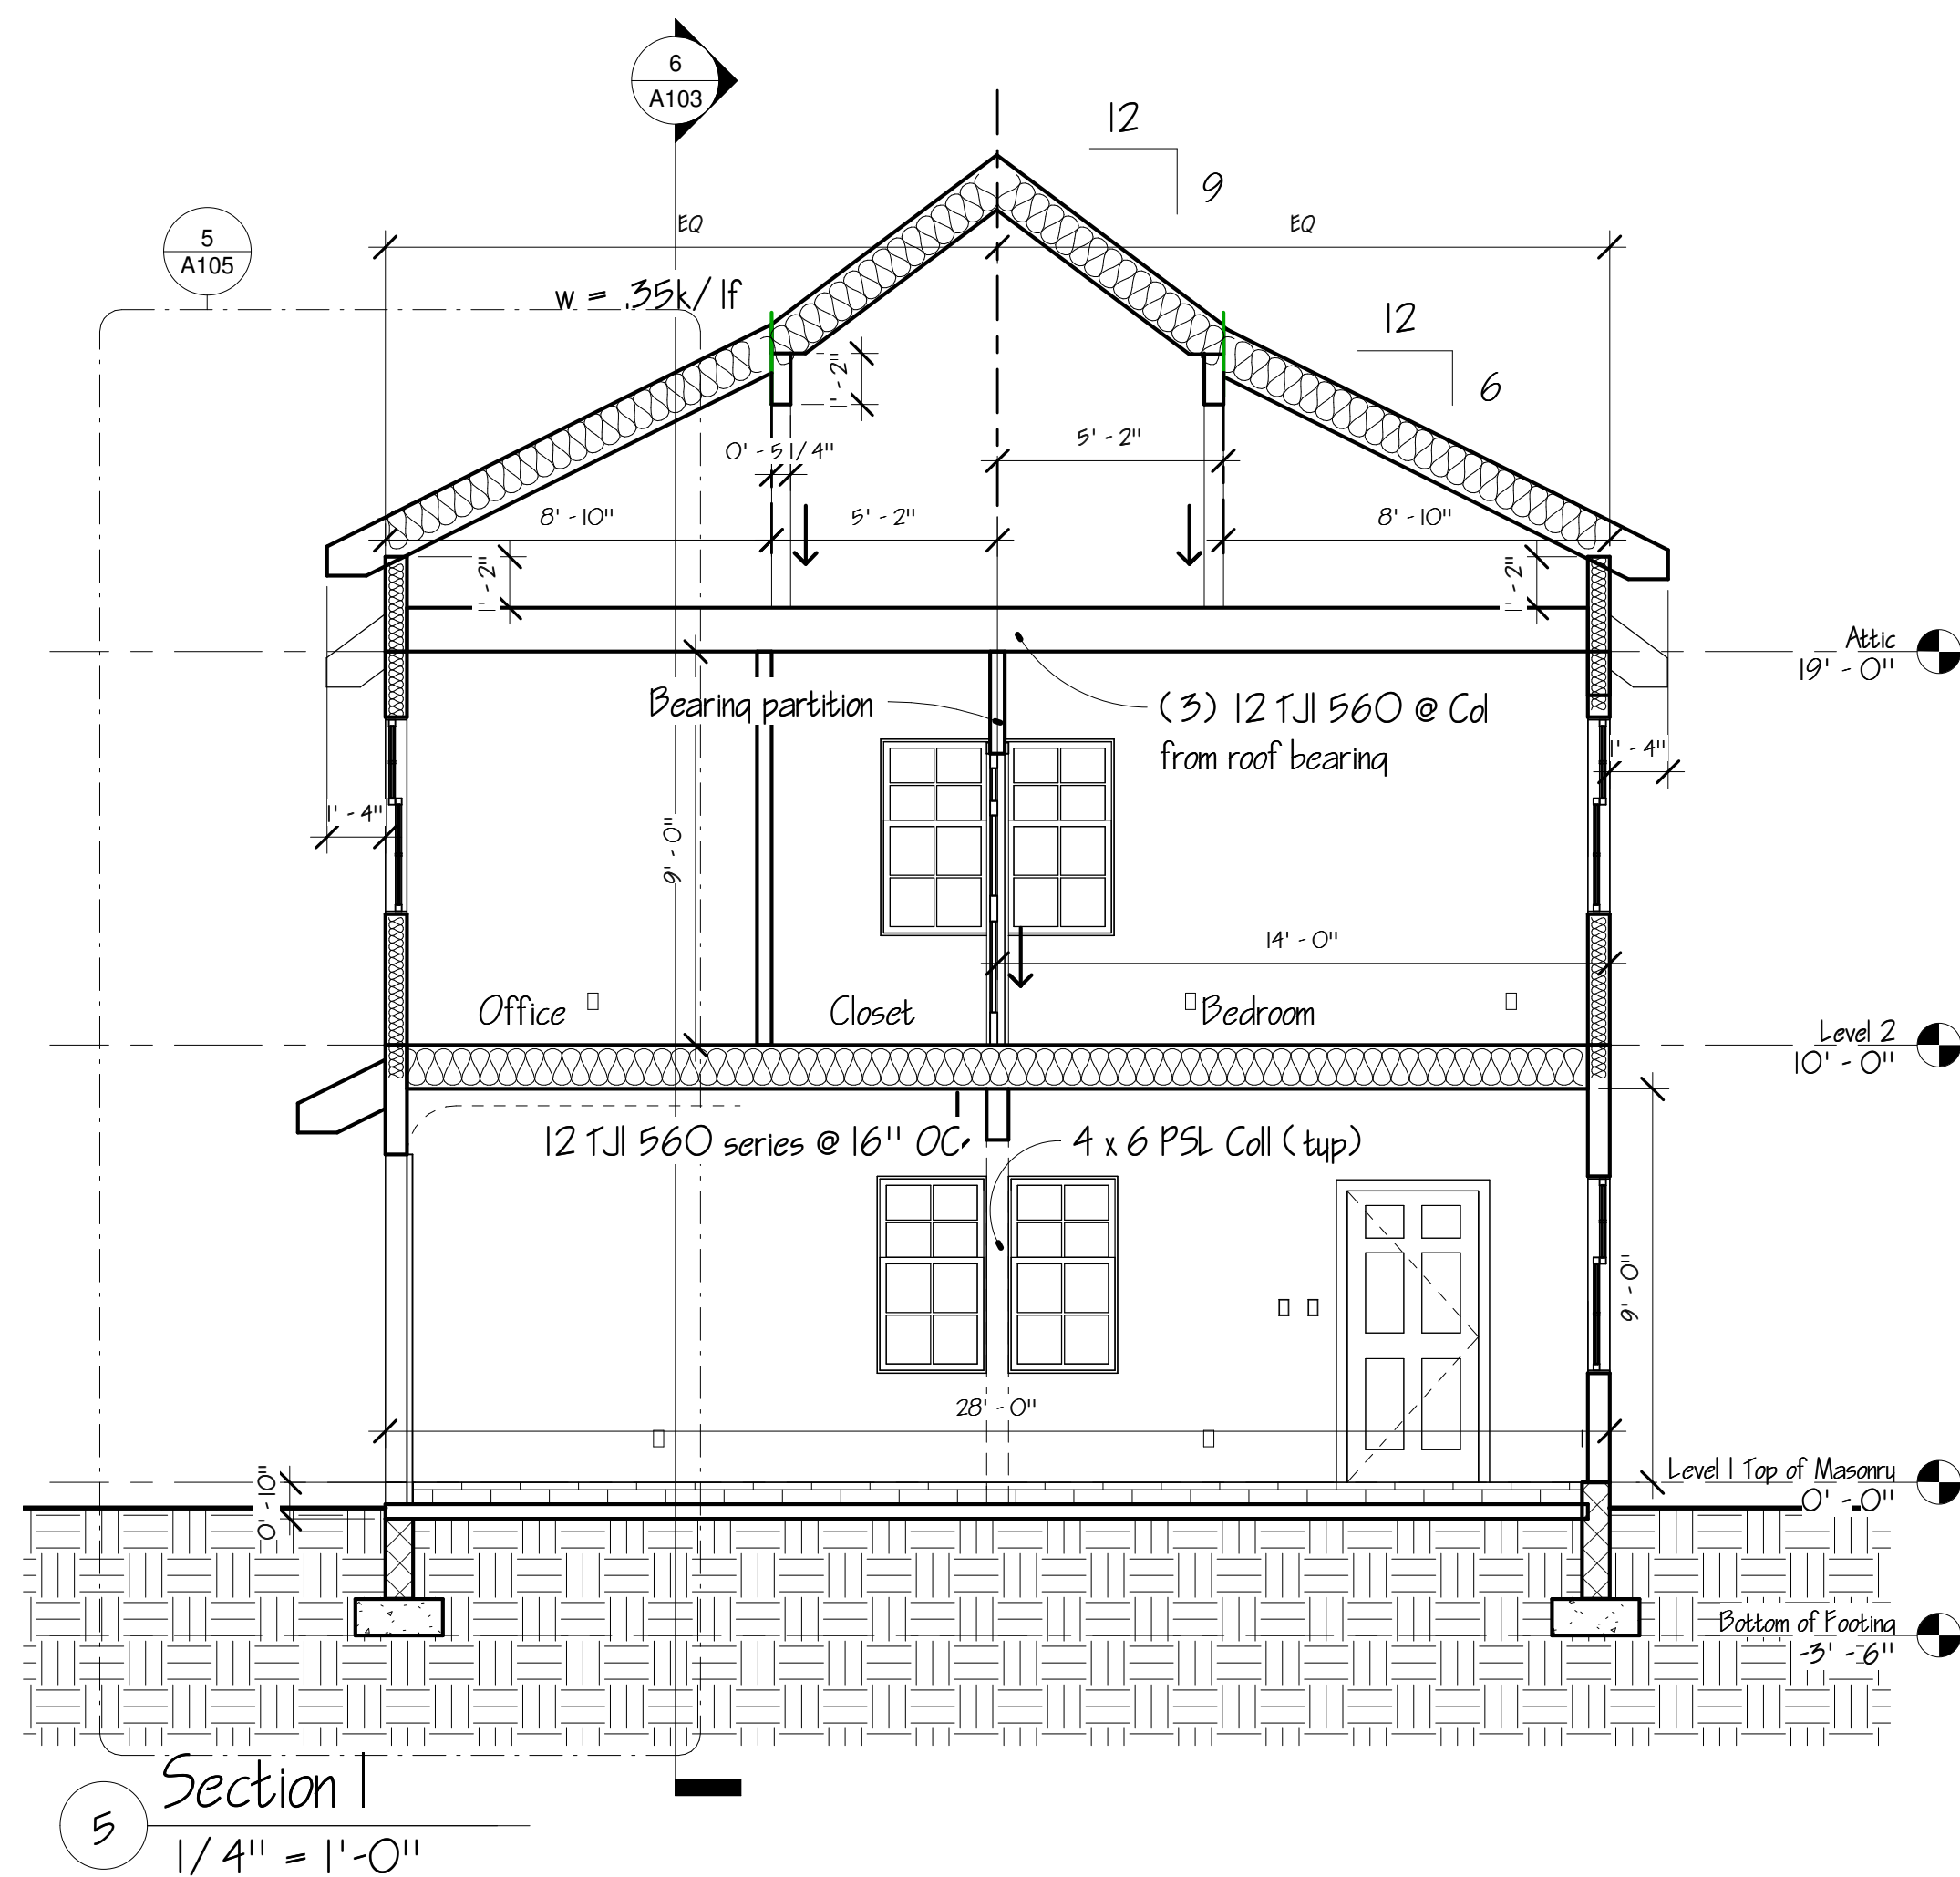 6
A103
12
9
5
A105
EQ
EQ
w = .35k/ lf
12
6
1' - 2"
0' - 5 1/4"
5' - 2"
8' - 10"
5' - 2"
8' - 10"
1' - 2"
1' - 2"
Attic
19' - 0"
Bearing partition
(3) 12 TJI 560 @ Col
from roof bearing
1' - 4"
1' - 4"
9' - 0"
14' - 0"
Office
Closet
Bedroom
Level 2
10' - 0"
12 TJI 560 series @ 16" OC
4 x 6 PSL Coll (typ)
9' - 0"
28' - 0"
0' - 10"
Level 1 Top of Masonry
0' - 0"
Bottom of Footing
-3' - 6"
5
Section 1
1/4" = 1'-0"